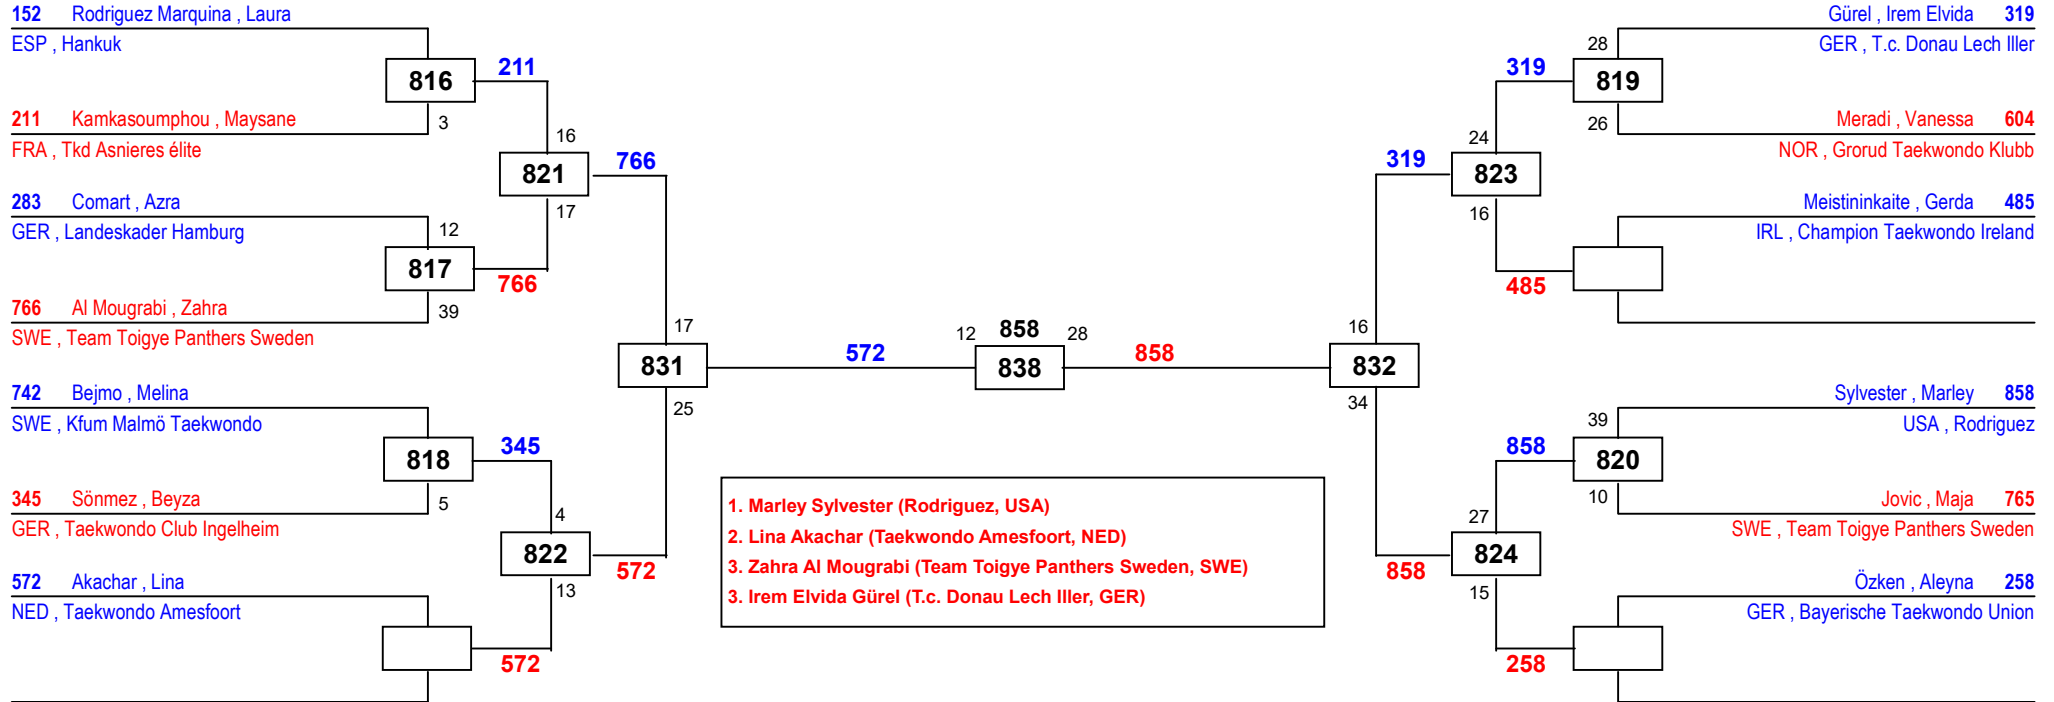 152 Rodriguez Marquina , Laura
ESP , Hankuk
816
211
211 Kamkasoumphou , Maysane
3
FRA , Tkd Asnieres élite
16
821
766
17
283 Comart , Azra
GER , Landeskader Hamburg
12
817
766
766 Al Mougrabi , Zahra
39
SWE , Team Toigye Panthers Sweden
17
831
572
25
742 Bejmo , Melina
SWE , Kfum Malmö Taekwondo
818
345
345 Sönmez , Beyza
5
GER , Taekwondo Club Ingelheim
4
822
572
13
572 Akachar , Lina
NED , Taekwondo Amesfoort
572
12 858 28
838
858
1. Marley Sylvester (Rodriguez, USA)
2. Lina Akachar (Taekwondo Amesfoort, NED)
3. Zahra Al Mougrabi (Team Toigye Panthers Sweden, SWE)
3. Irem Elvida Gürel (T.c. Donau Lech Iller, GER)
Gürel , Irem Elvida 319
28
GER , T.c. Donau Lech Iller
319
819
26
Meradi , Vanessa 604
NOR , Grorud Taekwondo Klubb
24
319
823
16
Meistininkaite , Gerda 485
IRL , Champion Taekwondo Ireland
485
16
832
34
Sylvester , Marley 858
39
USA , Rodriguez
858
820
10
Jovic , Maja 765
SWE , Team Toigye Panthers Sweden
27
824
858
15
Özken , Aleyna 258
GER , Bayerische Taekwondo Union
258